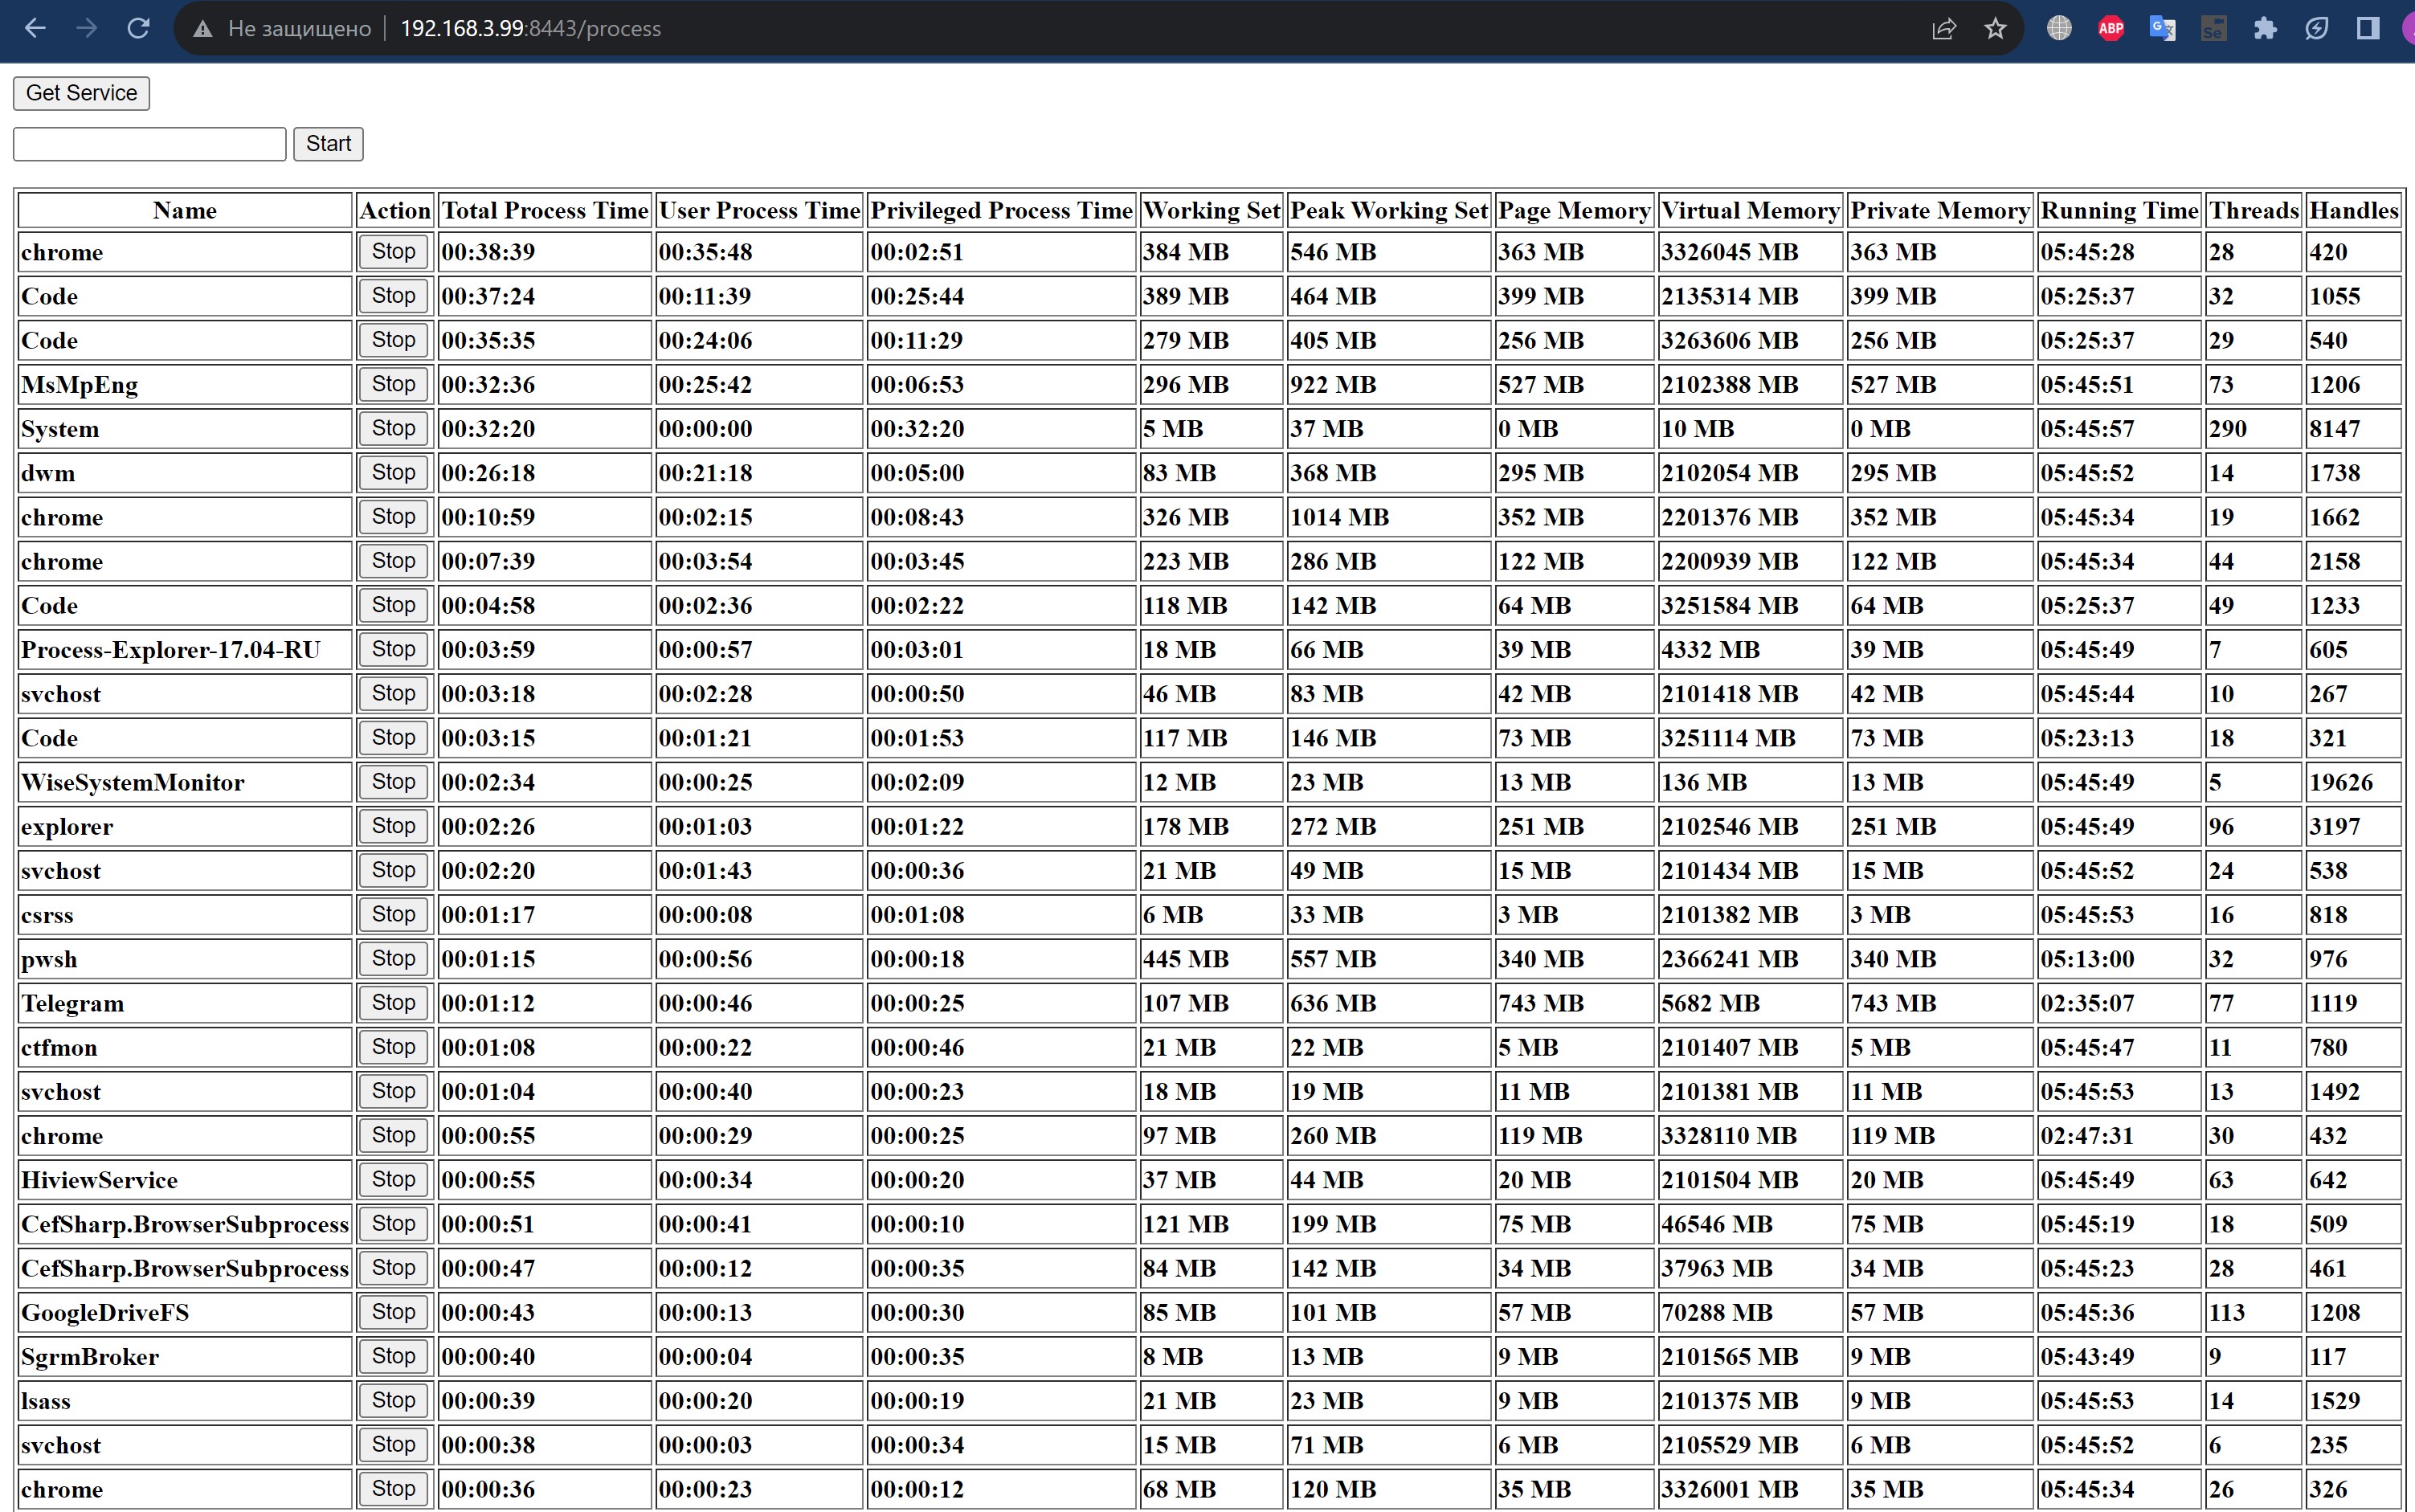 Не защищено 192.168.3.99:8443/process
ABP
Se
Get Service
Start
Name Action Total Process Time User Process Time Privileged Process Time Working Set Peak Working Set Page Memory Virtual Memory Private Memory Running Time Threads Handles
chrome Stop 00:38:39 00:35:48 00:02:51 384 MB 546 MB 363 MB 3326045 MB 363 MB 05:45:28 28 420
Code Stop 00:37:24 00:11:39 00:25:44 389 MB 464 MB 399 MB 2135314 MB 399 MB 05:25:37 32 1055
Code Stop 00:35:35 00:24:06 00:11:29 279 MB 405 MB 256 MB 3263606 MB 256 MB 05:25:37 29 540
MsMpEng Stop 00:32:36 00:25:42 00:06:53 296 MB 922 MB 527 MB 2102388 MB 527 MB 05:45:51 73 1206
System Stop 00:32:20 00:00:00 00:32:20 5 MB 37 MB 0 MB 10 MB 0 MB 05:45:57 290 8147
dwm Stop 00:26:18 00:21:18 00:05:00 83 MB 368 MB 295 MB 2102054 MB 295 MB 05:45:52 14 1738
chrome Stop 00:10:59 00:02:15 00:08:43 326 MB 1014 MB 352 MB 2201376 MB 352 MB 05:45:34 19 1662
chrome Stop 00:07:39 00:03:54 00:03:45 223 MB 286 MB 122 MB 2200939 MB 122 MB 05:45:34 44 2158
Code Stop 00:04:58 00:02:36 00:02:22 118 MB 142 MB 64 MB 3251584 MB 64 MB 05:25:37 49 1233
Process-Explorer-17.04-RU Stop 00:03:59 00:00:57 00:03:01 18 MB 66 MB 39 MB 4332 MB 39 MB 05:45:49 7 605
svchost Stop 00:03:18 00:02:28 00:00:50 46 MB 83 MB 42 MB 2101418 MB 42 MB 05:45:44 10 267
Code Stop 00:03:15 00:01:21 00:01:53 117 MB 146 MB 73 MB 3251114 MB 73 MB 05:23:13 18 321
WiseSystemMonitor Stop 00:02:34 00:00:25 00:02:09 12 MB 23 MB 13 MB 136 MB 13 MB 05:45:49 5 19626
explorer Stop 00:02:26 00:01:03 00:01:22 178 MB 272 MB 251 MB 2102546 MB 251 MB 05:45:49 96 3197
svchost Stop 00:02:20 00:01:43 00:00:36 21 MB 49 MB 15 MB 2101434 MB 15 MB 05:45:52 24 538
csrss Stop 00:01:17 00:00:08 00:01:08 6 MB 33 MB 3 MB 2101382 MB 3 MB 05:45:53 16 818
pwsh Stop 00:01:15 00:00:56 00:00:18 445 MB 557 MB 340 MB 2366241 MB 340 MB 05:13:00 32 976
Telegram Stop 00:01:12 00:00:46 00:00:25 107 MB 636 MB 743 MB 5682 MB 743 MB 02:35:07 77 1119
ctfmon Stop 00:01:08 00:00:22 00:00:46 21 MB 22 MB 5 MB 2101407 MB 5 MB 05:45:47 11 780
svchost Stop 00:01:04 00:00:40 00:00:23 18 MB 19 MB 11 MB 2101381 MB 11 MB 05:45:53 13 1492
chrome Stop 00:00:55 00:00:29 00:00:25 97 MB 260 MB 119 MB 3328110 MB 119 MB 02:47:31 30 432
HiviewService Stop 00:00:55 00:00:34 00:00:20 37 MB 44 MB 20 MB 2101504 MB 20 MB 05:45:49 63 642
CefSharp.BrowserSubprocess Stop 00:00:51 00:00:41 00:00:10 121 MB 199 MB 75 MB 46546 MB 75 MB 05:45:19 18 509
CefSharp.BrowserSubprocess Stop 00:00:47 00:00:12 00:00:35 84 MB 142 MB 34 MB 37963 MB 34 MB 05:45:23 28 461
GoogleDriveFS Stop 00:00:43 00:00:13 00:00:30 85 MB 101 MB 57 MB 70288 MB 57 MB 05:45:36 113 1208
SgrmBroker Stop 00:00:40 00:00:04 00:00:35 8 MB 13 MB 9 MB 2101565 MB 9 MB 05:43:49 9 117
lsass Stop 00:00:39 00:00:20 00:00:19 21 MB 23 MB 9 MB 2101375 MB 9 MB 05:45:53 14 1529
svchost Stop 00:00:38 00:00:03 00:00:34 15 MB 71 MB 6 MB 2105529 MB 6 MB 05:45:52 6 235
chrome Stop 00:00:36 00:00:23 00:00:12 68 MB 120 MB 35 MB 3326001 MB 35 MB 05:45:34 26 326